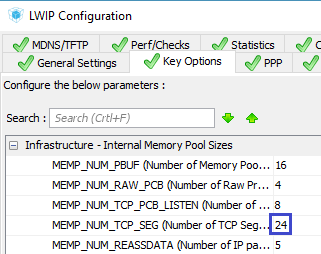 LWIP Configuration
MDNS/TFTP Perf/Checks Statistics
General Settings Key Options PPP
Configure the below parameters :
Search : Search (Crtl+F)
Infrastructure - Internal Memory Pool Sizes
MEMP_NUM_PBUF (Number of Memory Poo... 16
MEMP_NUM_RAW_PCB (Number of Raw Pr... 4
MEMP_NUM_TCP_PCB_LISTEN (Number of ... 8
MEMP_NUM_TCP_SEG (Number of TCP Seg... 24
MEMP_NUM_REASSDATA (Number of IP pa... 5